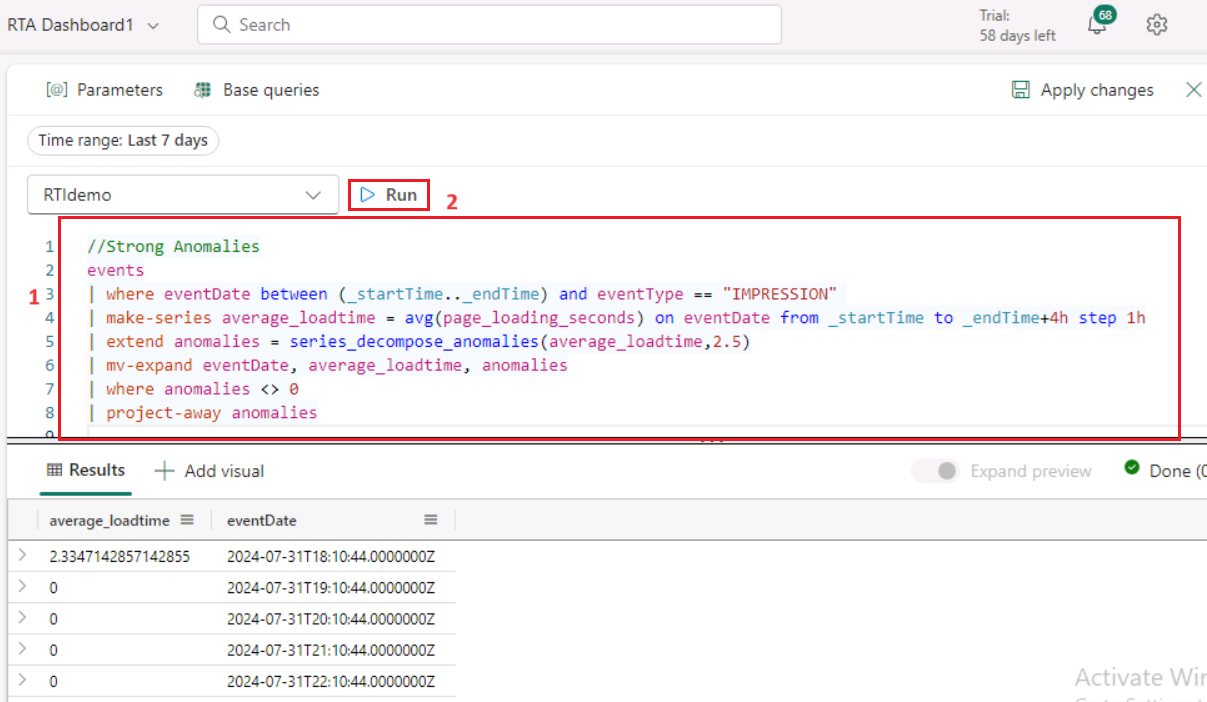 RTA Dashboard1
Search
Trial:
58 days left
68
[@] Parameters
Base queries
Apply changes
Time range: Last 7 days
RTIdemo
Run
2
1
1 //Strong Anomalies
2 events
3 | where eventDate between (_startTime.._endTime) and eventType == "IMPRESSION"
4 | make-series average_loadtime = avg(page_loading_seconds) on eventDate from _startTime to _endTime+4h step 1h
5 | extend anomalies = series_decompose_anomalies(average_loadtime,2.5)
6 | mv-expand eventDate, average_loadtime, anomalies
7 | where anomalies <> 0
8 | project-away anomalies
9
Results
Add visual
Expand preview
Done (0
average_loadtime eventDate
2.3347142857142855 2024-07-31T18:10:44.0000000Z
0 2024-07-31T19:10:44.0000000Z
0 2024-07-31T20:10:44.0000000Z
0 2024-07-31T21:10:44.0000000Z
0 2024-07-31T22:10:44.0000000Z
Activate Win